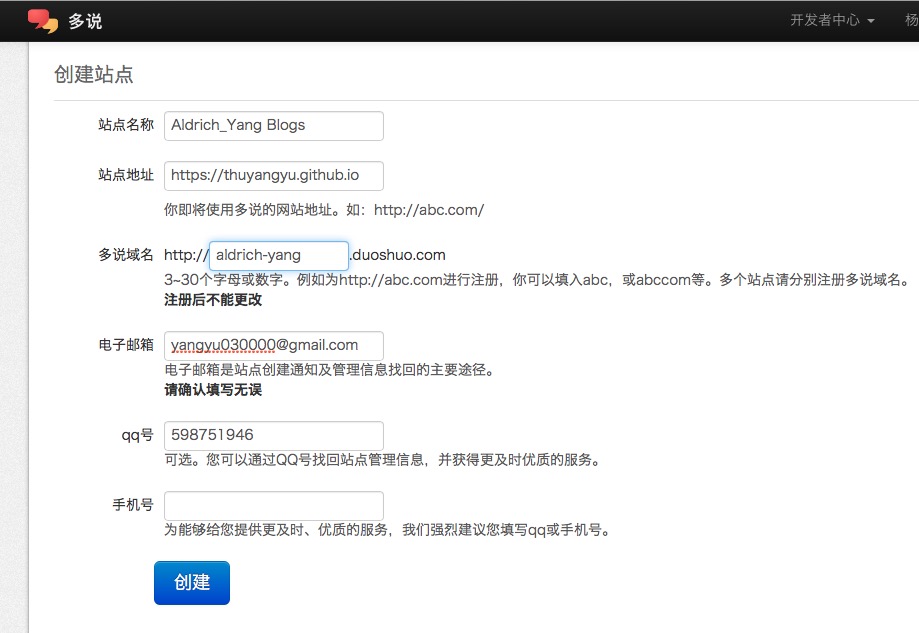 多说
开发者中心 杨
创建站点
站点名称 Aldrich_Yang Blogs
站点地址 https://thuyangyu.github.io
你即将使用多说的网站地址。如：http://abc.com/
多说域名 http:// aldrich-yang .duoshuo.com
3~30个字母或数字。例如为http://abc.com进行注册，你可以填入abc，或abccom等。多个站点请分别注册多说域名。
注册后不能更改
电子邮箱 yangyu030000@gmail.com
电子邮箱是站点创建通知及管理信息找回的主要途径。
请确认填写无误
qq号 598751946
可选。您可以通过QQ号找回站点管理信息，并获得更及时优质的服务。
手机号
为能够给您提供更及时、优质的服务，我们强烈建议您填写qq或手机号。
创建